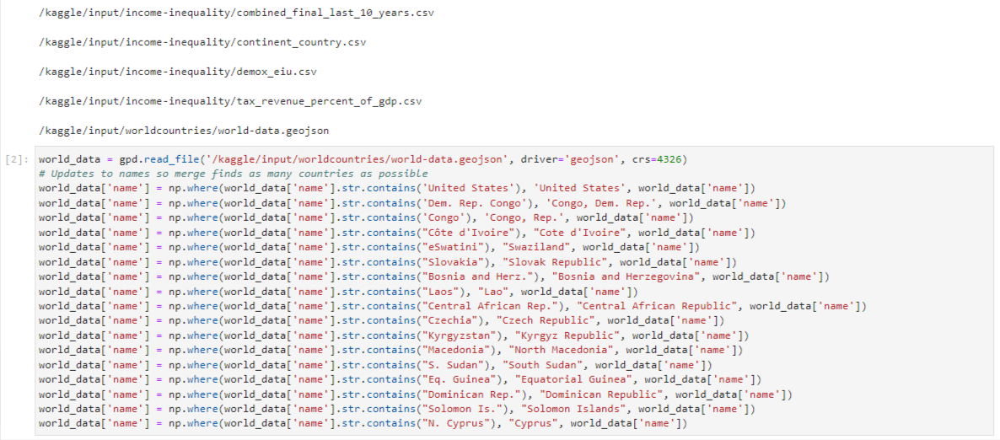 /kaggle/input/income-inequality/combined_final_last_10_years.csv
/kaggle/input/income-inequality/continent_country.csv
/kaggle/input/income-inequality/demox_eiu.csv
/kaggle/input/income-inequality/tax_revenue_percent_of_gdp.csv
/kaggle/input/worldcountries/world-data.geojson
[2]: world_data = gpd.read_file('/kaggle/input/worldcountries/world-data.geojson', driver='geojson', crs=4326)
# Updates to names so merge finds as many countries as possible
world_data['name'] = np.where(world_data['name'].str.contains('United States'), 'United States', world_data['name'])
world_data['name'] = np.where(world_data['name'].str.contains('Dem. Rep. Congo'), 'Congo, Dem. Rep.', world_data['name'])
world_data['name'] = np.where(world_data['name'].str.contains('Congo'), 'Congo, Rep.', world_data['name'])
world_data['name'] = np.where(world_data['name'].str.contains("Côte d'Ivoire"), "Cote d'Ivoire", world_data['name'])
world_data['name'] = np.where(world_data['name'].str.contains("eSwatini"), "Swaziland", world_data['name'])
world_data['name'] = np.where(world_data['name'].str.contains("Slovakia"), "Slovak Republic", world_data['name'])
world_data['name'] = np.where(world_data['name'].str.contains("Bosnia and Herz."), "Bosnia and Herzegovina", world_data['name'])
world_data['name'] = np.where(world_data['name'].str.contains("Laos"), "Lao", world_data['name'])
world_data['name'] = np.where(world_data['name'].str.contains("Central African Rep."), "Central African Republic", world_data['name'])
world_data['name'] = np.where(world_data['name'].str.contains("Czechia"), "Czech Republic", world_data['name'])
world_data['name'] = np.where(world_data['name'].str.contains("Kyrgyzstan"), "Kyrgyz Republic", world_data['name'])
world_data['name'] = np.where(world_data['name'].str.contains("Macedonia"), "North Macedonia", world_data['name'])
world_data['name'] = np.where(world_data['name'].str.contains("S. Sudan"), "South Sudan", world_data['name'])
world_data['name'] = np.where(world_data['name'].str.contains("Eq. Guinea"), "Equatorial Guinea", world_data['name'])
world_data['name'] = np.where(world_data['name'].str.contains("Dominican Rep."), "Dominican Republic", world_data['name'])
world_data['name'] = np.where(world_data['name'].str.contains("Solomon Is."), "Solomon Islands", world_data['name'])
world_data['name'] = np.where(world_data['name'].str.contains("N. Cyprus"), "Cyprus", world_data['name'])